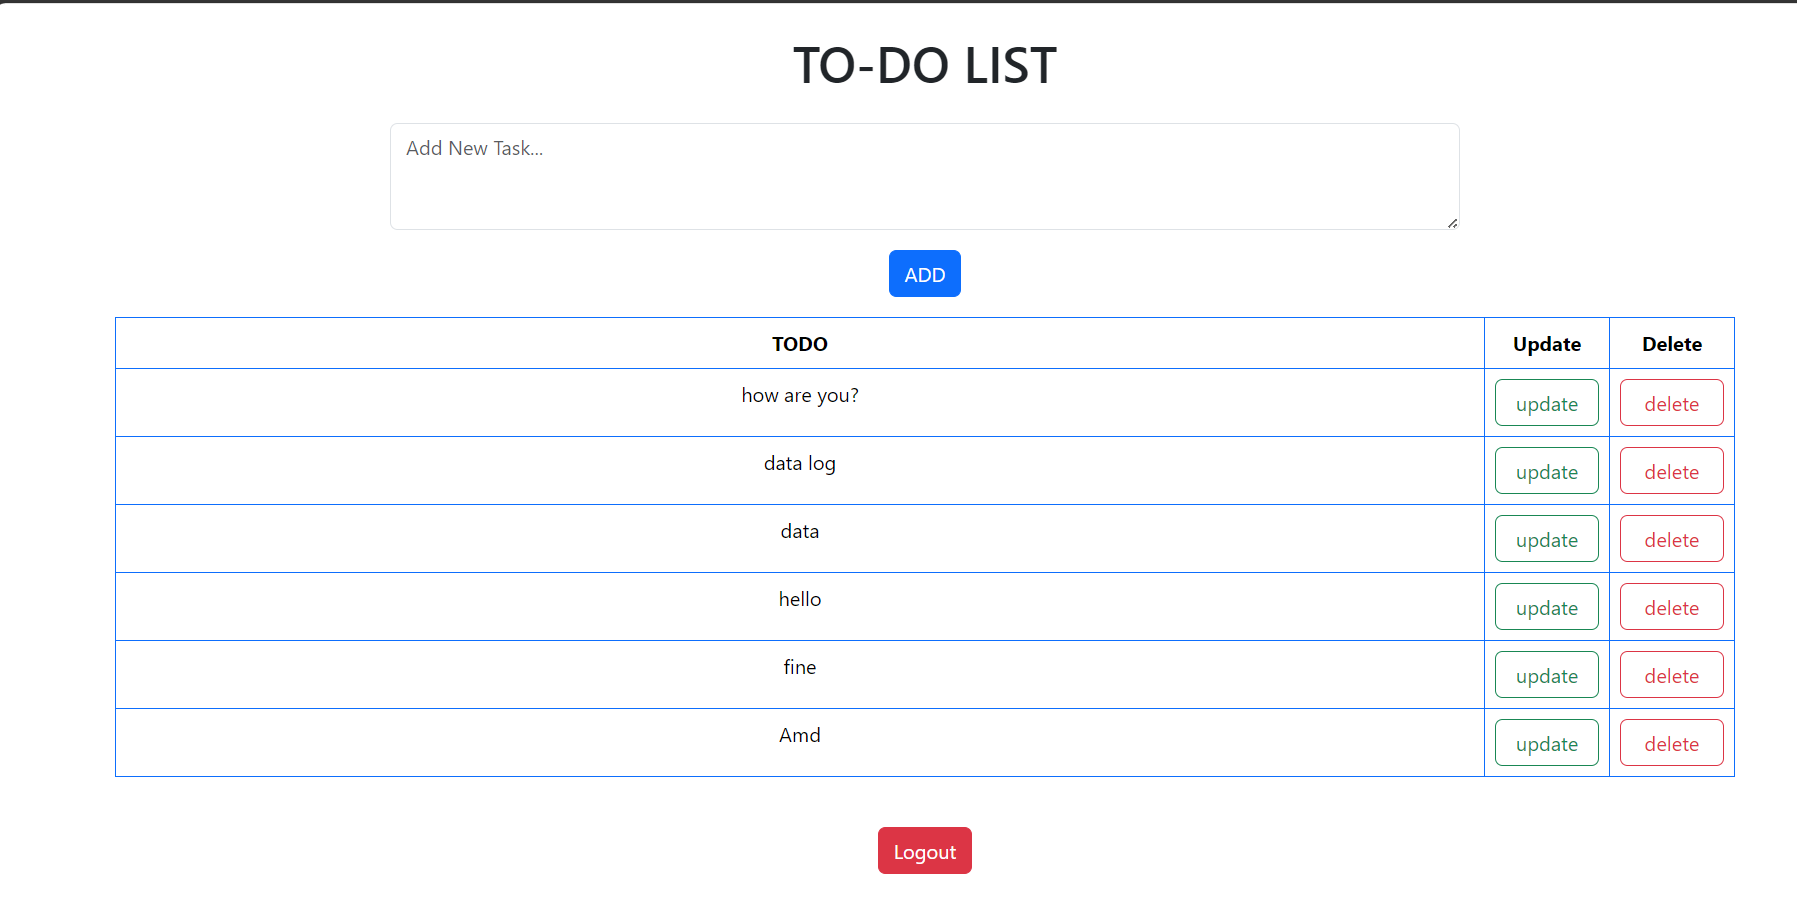 TO-DO LIST
Add New Task...
ADD
TODO Update Delete
how are you? update delete
data log update delete
data update delete
hello update delete
fine update delete
Amd update delete
Logout